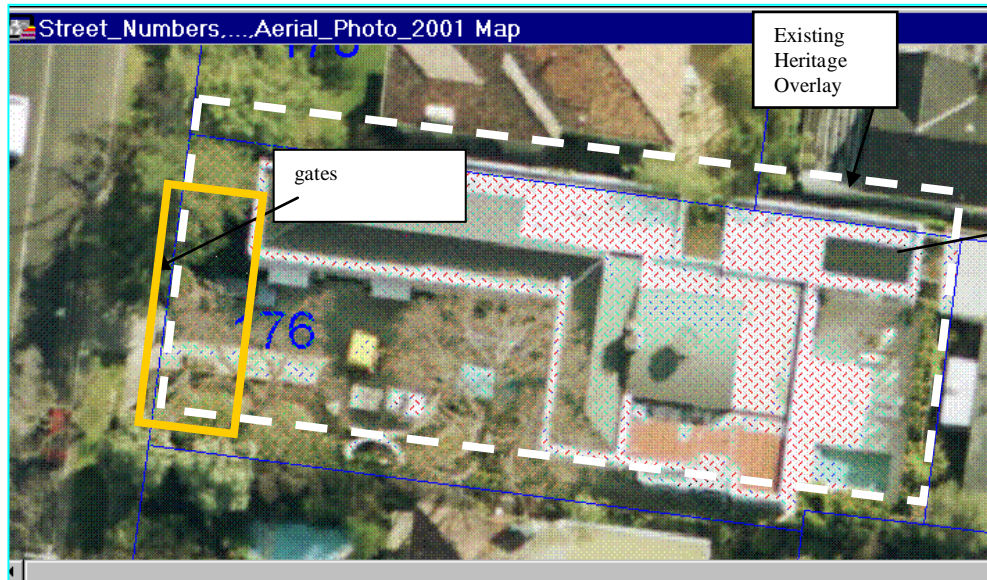 Street_Numbers,...,Aerial_Photo_2001 Map
Existing
Heritage
Overlay
gates
176